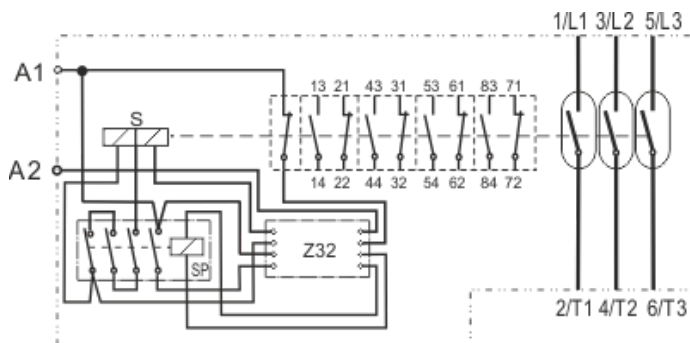 1/L1 3/L2 5/L3
A1
13 21 43 31 53 61 83 71
S
A2
14 22 44 32 54 62 84 72
Z32
SP
2/T1 4/T2 6/T3